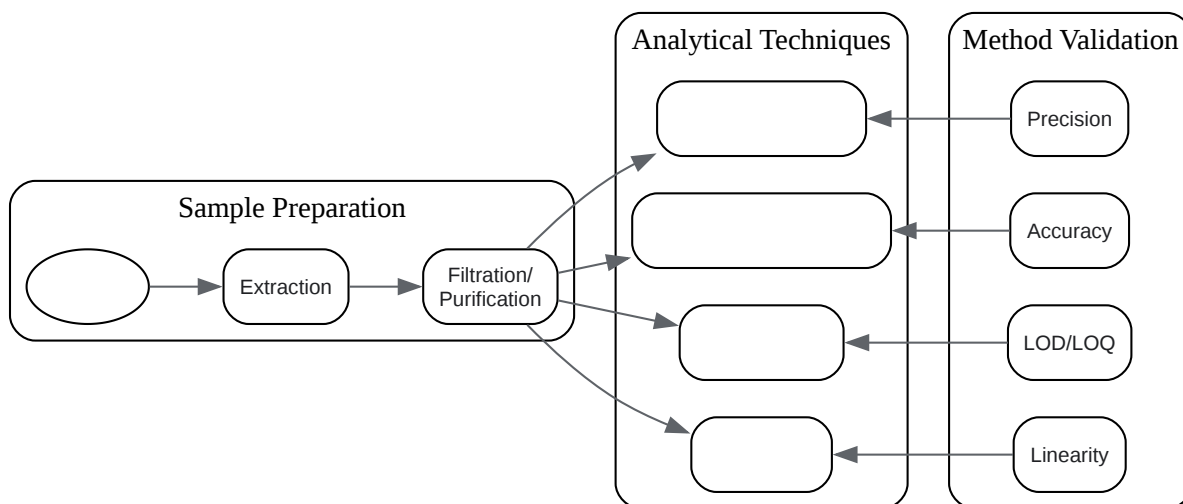 Analytical Techniques
Method Validation
Precision
Sample Preparation
Accuracy
Extraction
Filtration/
Purification
LOD/LOQ
Linearity